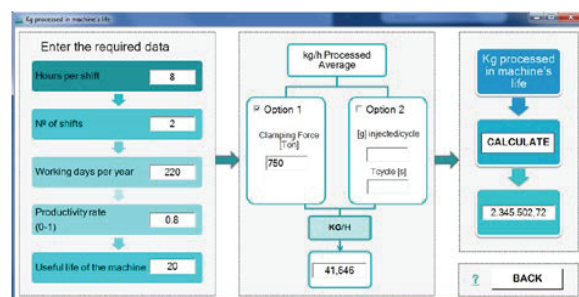 Kg processed in machine's life
Enter the required data
Hours per shift 8
Nº of shifts 2
Working days per year 220
Productivity rate
(0-1) 0.8
Useful life of the machine 20
kg/h Processed
Average
Option 1
Clamping Force
[Ton]
750
Option 2
[g] injected/cycle
Tcycle [s]
KG/H
41,646
Kg processed
in machine's
life
CALCULATE
2.345.502,72
? BACK